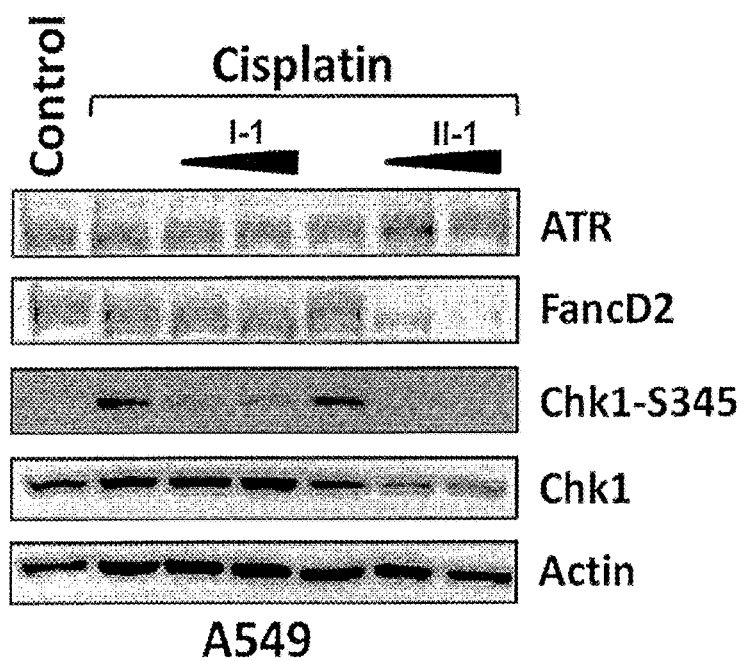 Control
Cisplatin
I-1
II-1
ATR
FancD2
Chk1-S345
Chk1
Actin
A549